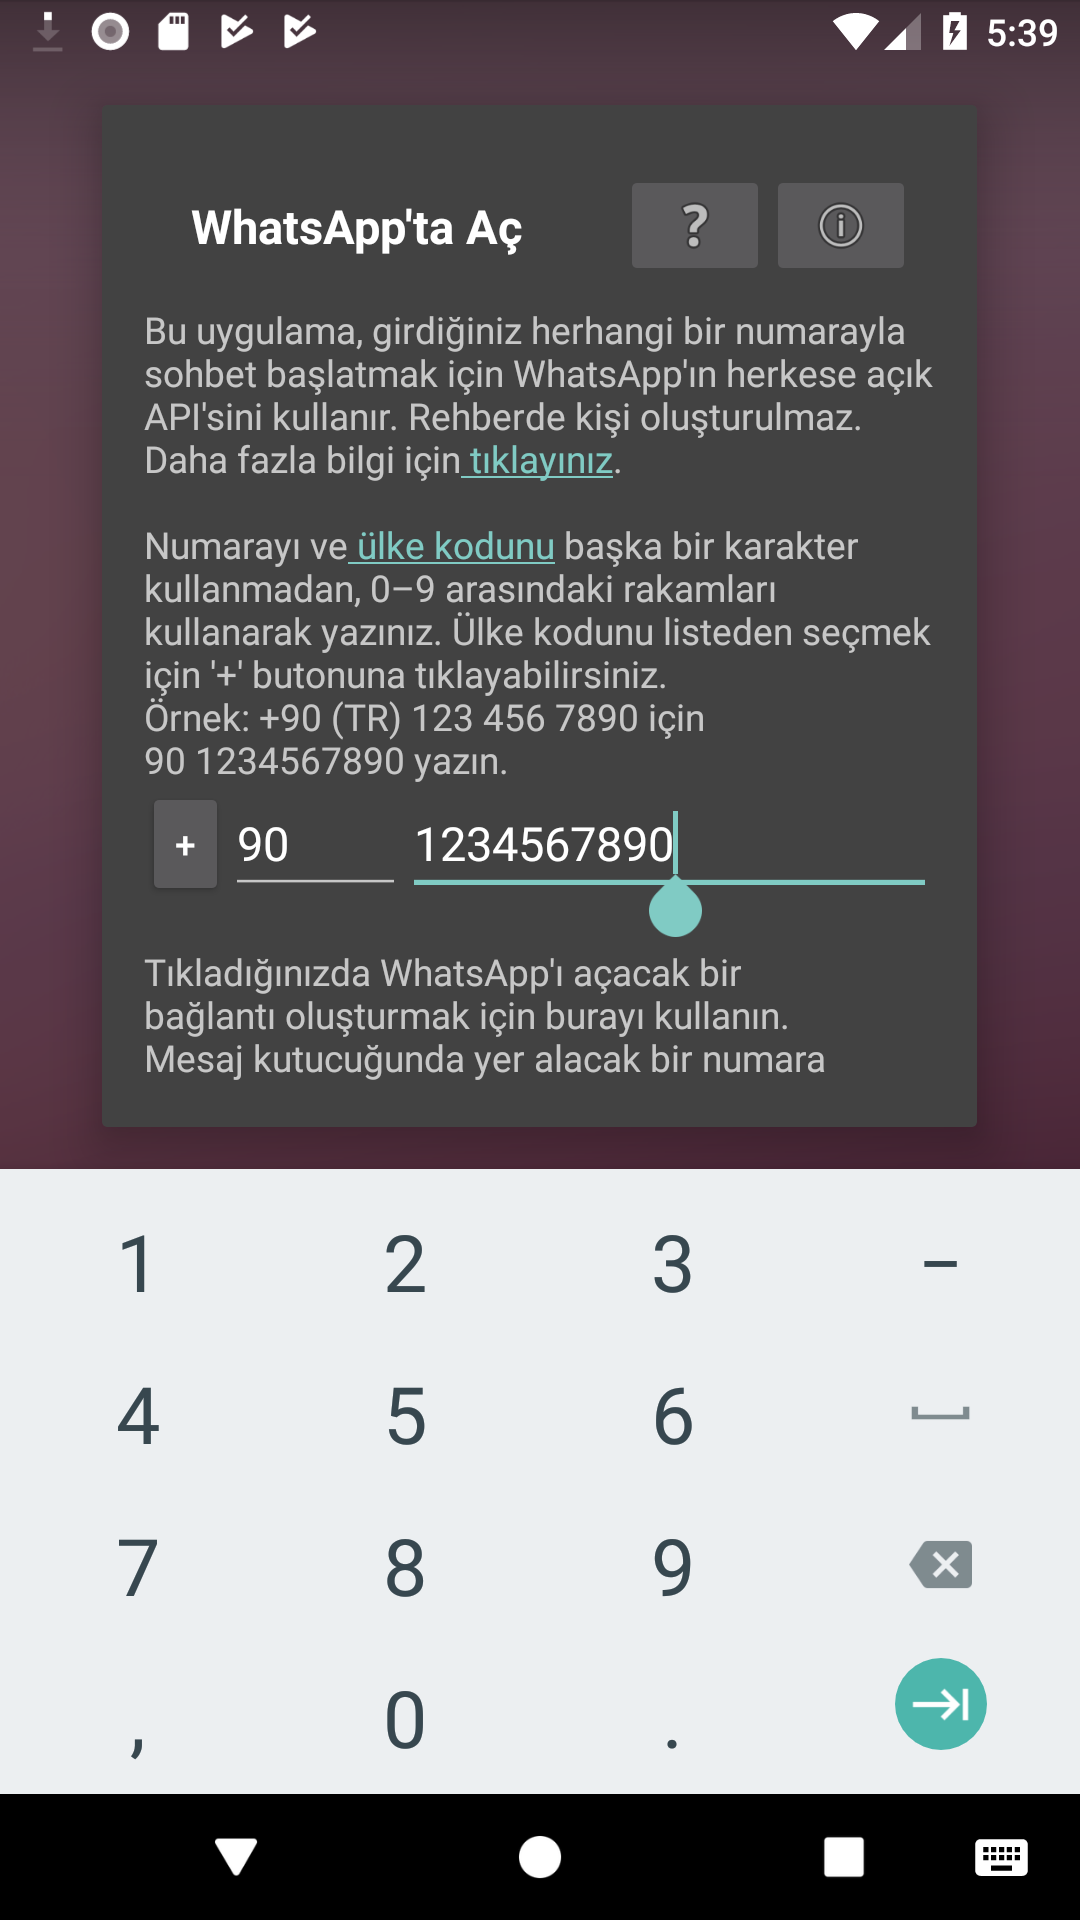 5:39
WhatsApp'ta Aç
?
Bu uygulama, girdiğiniz herhangi bir numarayla
sohbet başlatmak için WhatsApp'ın herkese açık
API'sini kullanır. Rehberde kişi oluşturulmaz.
Daha fazla bilgi için tıklayınız.
Numarayı ve ülke kodunu başka bir karakter
kullanmadan, 0–9 arasındaki rakamları
kullanarak yazınız. Ülke kodunu listeden seçmek
için '+' butonuna tıklayabilirsiniz.
Örnek: +90 (TR) 123 456 7890 için
90 1234567890 yazın.
+ 90 1234567890
Tıkladığınızda WhatsApp'ı açacak bir
bağlantı oluşturmak için burayı kullanın.
Mesaj kutucuğunda yer alacak bir numara
1 2 3 –
4 5 6
7 8 9
, 0 .